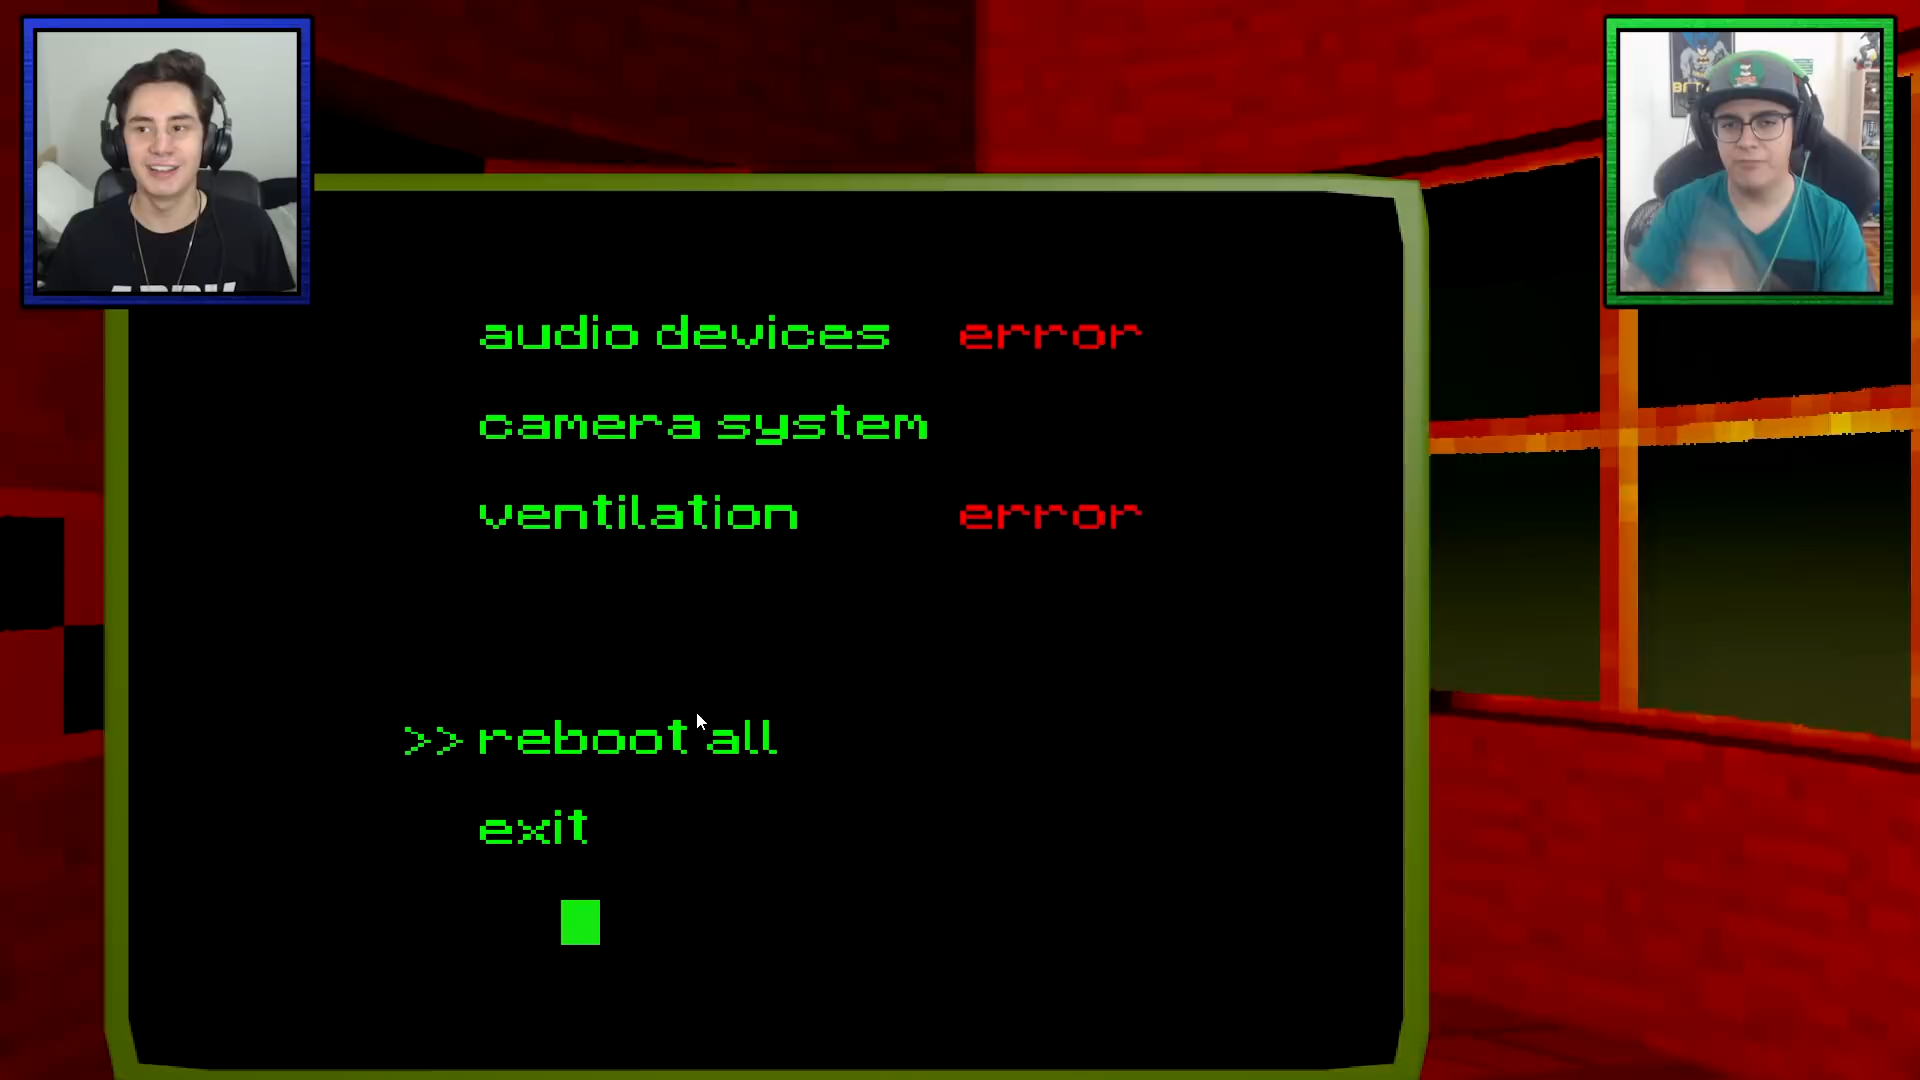 audio devices error
camera system
ventilation error
>> reboot all
exit